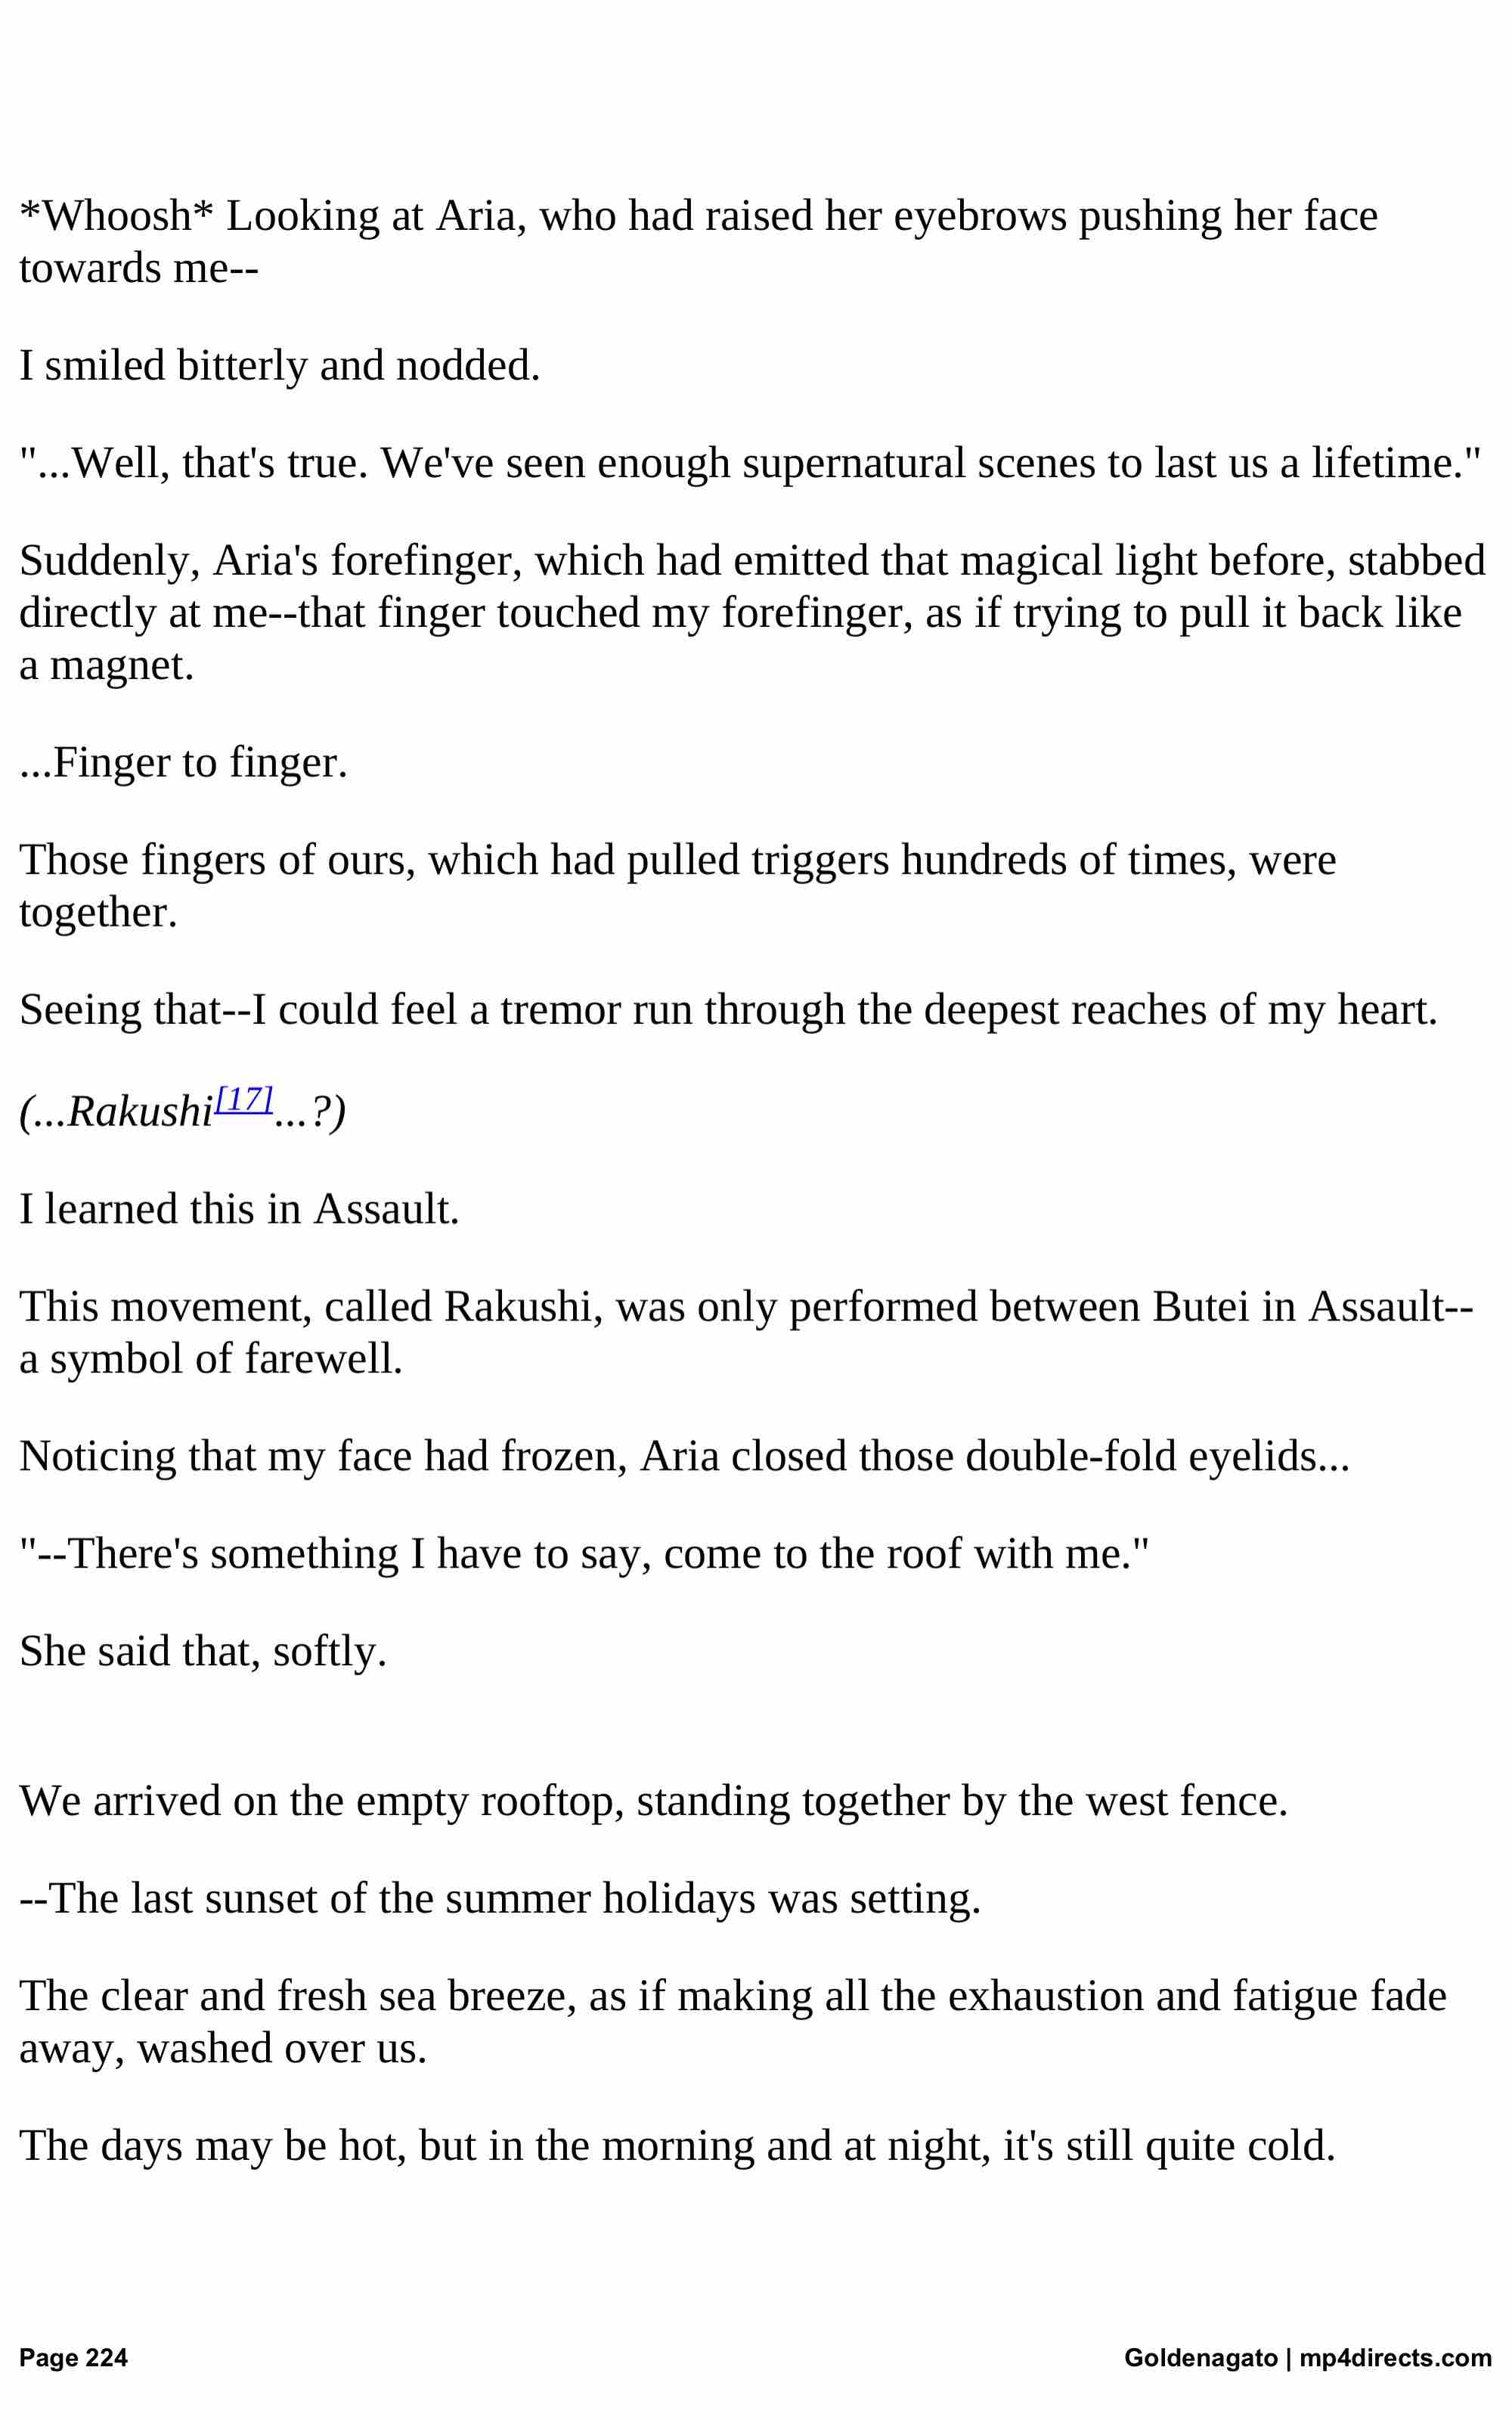 *Whoosh* Looking at Aria, who had raised her eyebrows pushing her face
towards me--
I smiled bitterly and nodded.
"...Well, that's true. We've seen enough supernatural scenes to last us a lifetime."
Suddenly, Aria's forefinger, which had emitted that magical light before, stabbed
directly at me--that finger touched my forefinger, as if trying to pull it back like
a magnet.
...Finger to finger.
Those fingers of ours, which had pulled triggers hundreds of times, were
together.
Seeing that--I could feel a tremor run through the deepest reaches of my heart.
(...Rakushi[17]...?)
I learned this in Assault.
This movement, called Rakushi, was only performed between Butei in Assault--
a symbol of farewell.
Noticing that my face had frozen, Aria closed those double-fold eyelids...
"--There's something I have to say, come to the roof with me."
She said that, softly.
We arrived on the empty rooftop, standing together by the west fence.
--The last sunset of the summer holidays was setting.
The clear and fresh sea breeze, as if making all the exhaustion and fatigue fade
away, washed over us.
The days may be hot, but in the morning and at night, it's still quite cold.
Page 224
Goldenagato | mp4directs.com